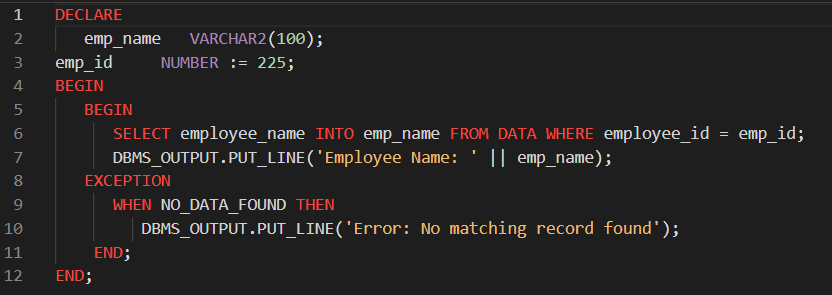 1 DECLARE
2 emp_name VARCHAR2(100);
3 emp_id NUMBER := 225;
4 BEGIN
5 BEGIN
6 SELECT employee_name INTO emp_name FROM DATA WHERE employee_id = emp_id;
7 DBMS_OUTPUT.PUT_LINE('Employee Name: ' || emp_name);
8 EXCEPTION
9 WHEN NO_DATA_FOUND THEN
10 DBMS_OUTPUT.PUT_LINE('Error: No matching record found');
11 END;
12 END;